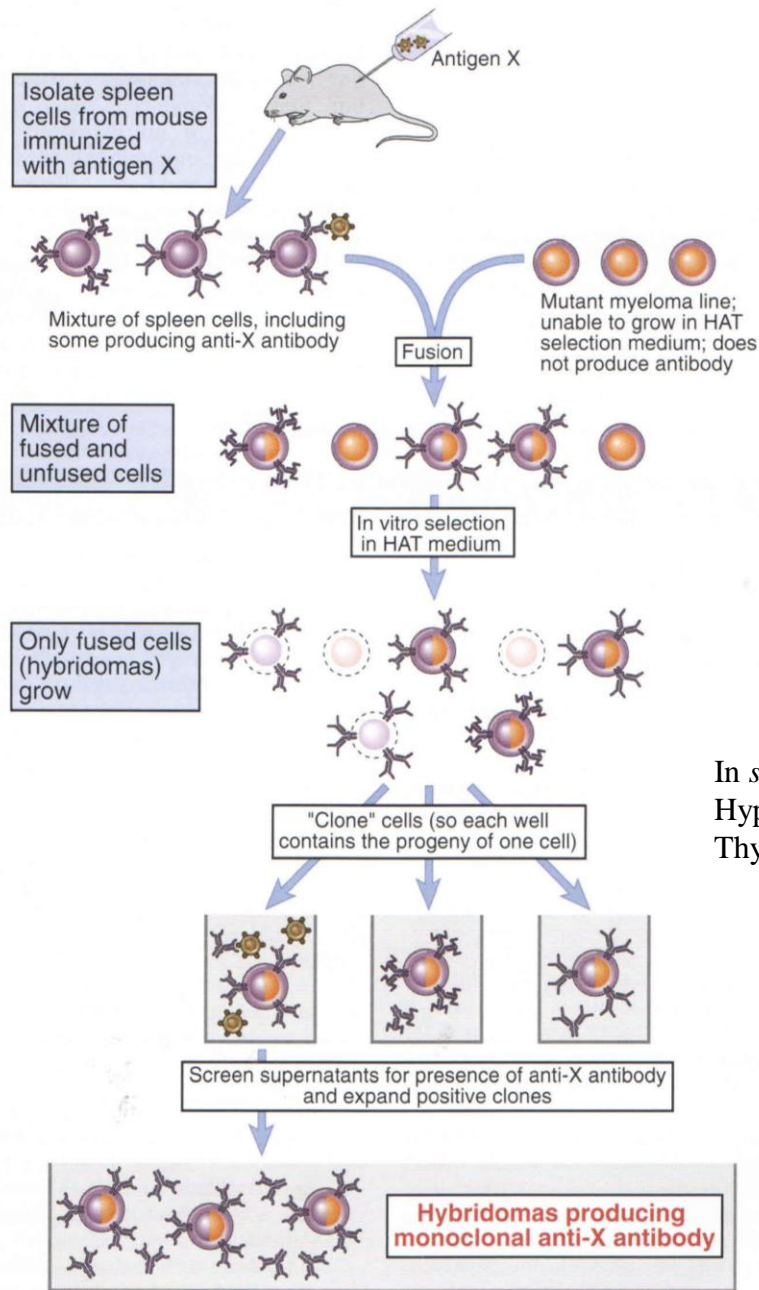 Antigen X
Isolate spleen
cells from mouse
immunized
with antigen X
Mixture of spleen cells, including
some producing anti-X antibody
Mutant myeloma line;
unable to grow in HAT
selection medium; does
not produce antibody
Fusion
Mixture of
fused and
unfused cells
In vitro selection
in HAT medium
Only fused cells
(hybridomas)
grow
In s
Hyp
Thy
"Clone" cells (so each well
contains the progeny of one cell)
Screen supernatants for presence of anti-X antibody
and expand positive clones
Hybridomas producing
monoclonal anti-X antibody